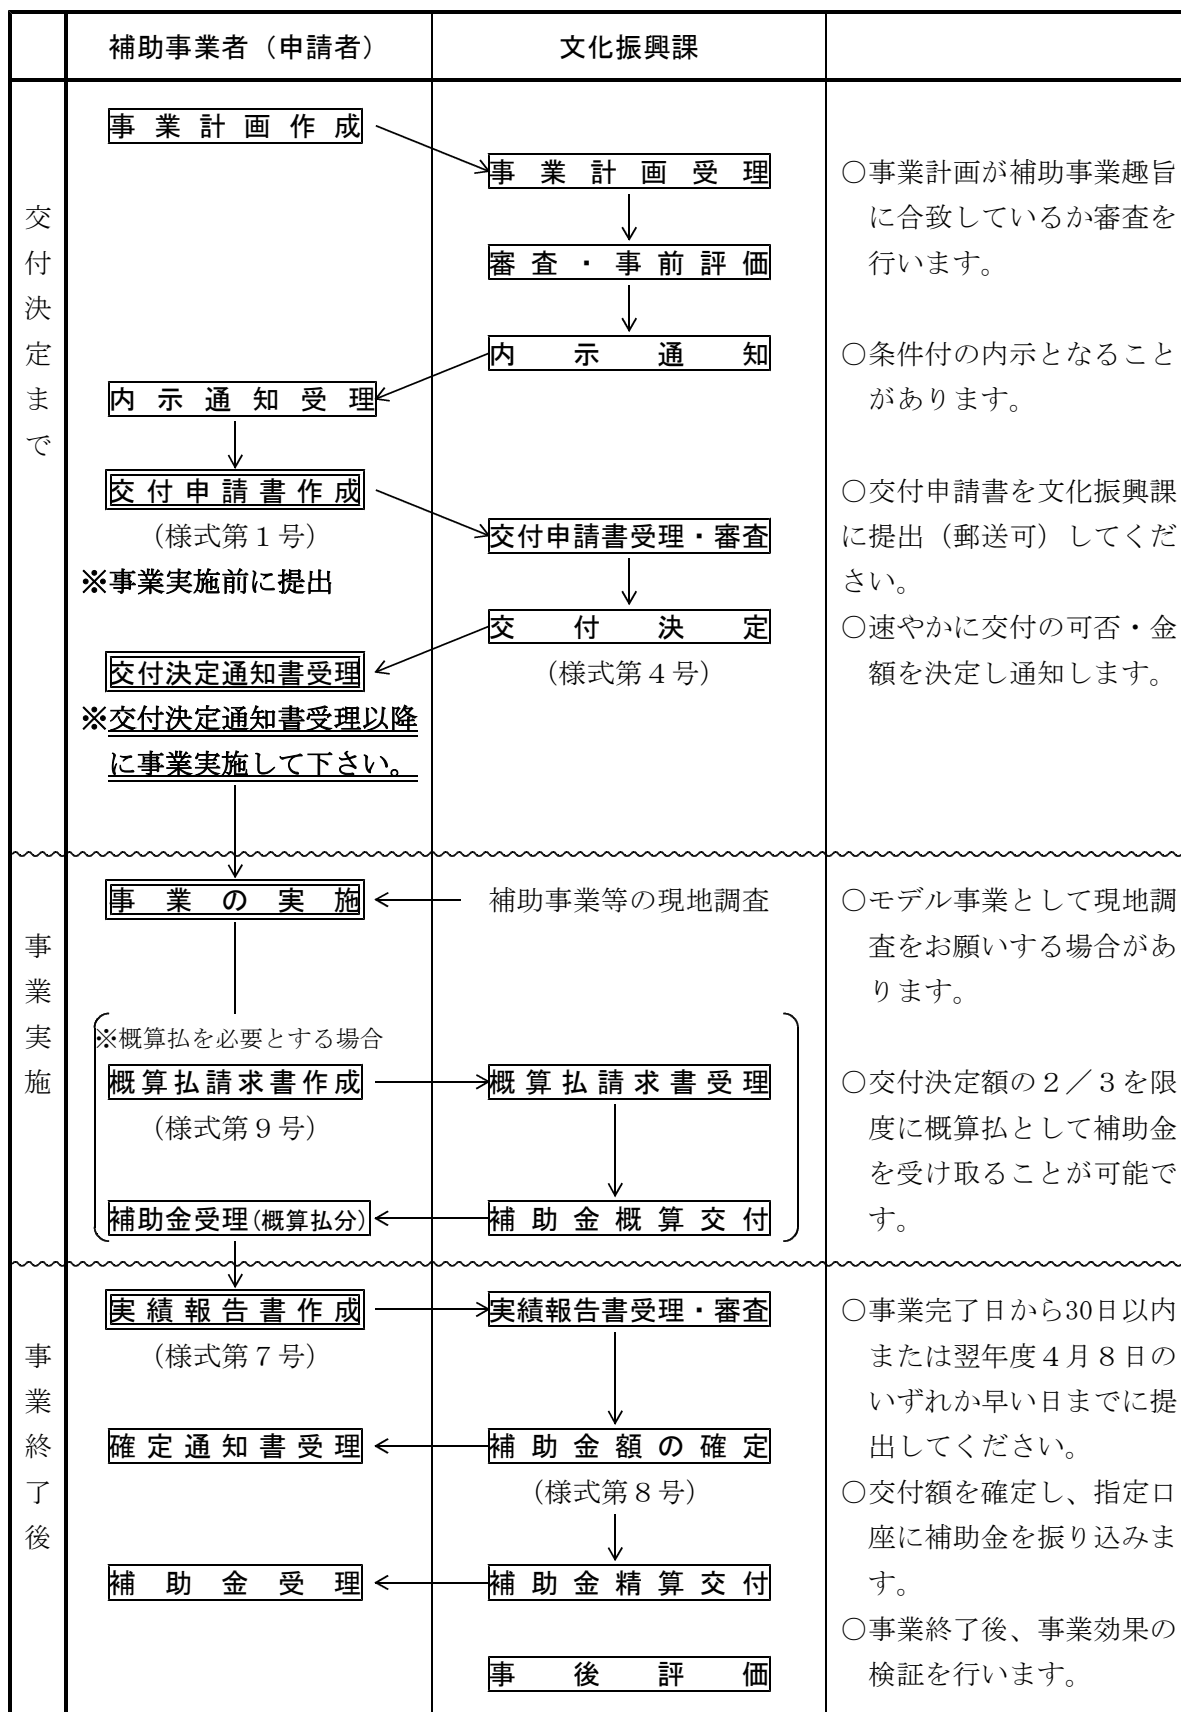 補助事業者（申請者）
文化振興課
交付決定まで
事業計画作成
事業計画受理
審査・事前評価
内示通知
内示通知受理
交付申請書作成
（様式第１号）
※事業実施前に提出
交付申請書受理・審査
交付決定
（様式第４号）
交付決定通知書受理
※交付決定通知書受理以降
に事業実施して下さい。
○事業計画が補助事業趣旨
に合致しているか審査を
行います。
○条件付の内示となること
があります。
○交付申請書を文化振興課
に提出（郵送可）してくだ
さい。
○速やかに交付の可否・金
額を決定し通知します。
事業実施
事業の実施
補助事業等の現地調査
※概算払を必要とする場合
概算払請求書作成
（様式第９号）
概算払請求書受理
補助金受理(概算払分)
補助金概算交付
○モデル事業として現地調
査をお願いする場合があ
ります。
○交付決定額の２／３を限
度に概算払として補助金
を受け取ることが可能で
す。
事業終了後
実績報告書作成
（様式第７号）
実績報告書受理・審査
確定通知書受理
補助金額の確定
（様式第８号）
補助金受理
補助金精算交付
事後評価
○事業完了日から30日以内
または翌年度４月８日の
いずれか早い日までに提
出してください。
○交付額を確定し、指定口
座に補助金を振り込みま
す。
○事業終了後、事業効果の
検証を行います。